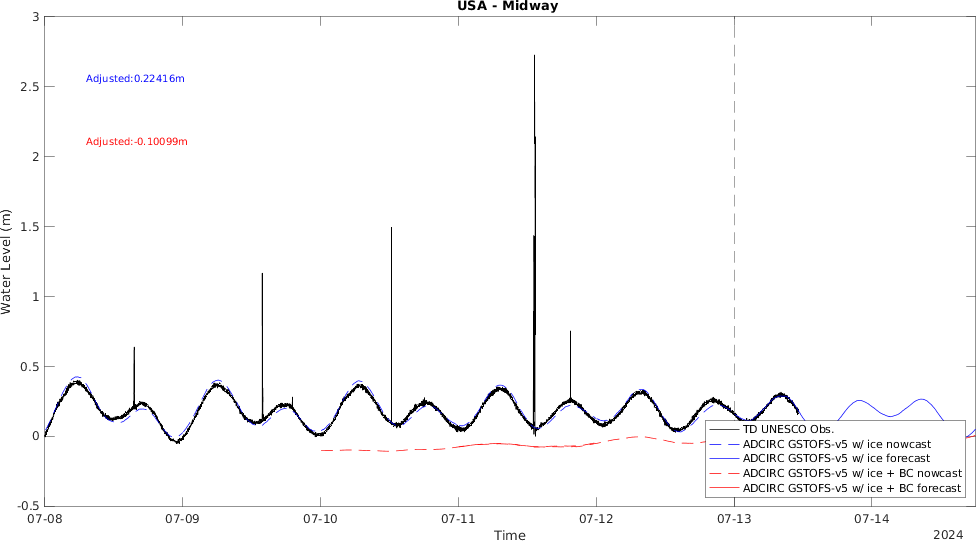 USA - Midway
3
2.5
2
1.5
1
0.5
0
-0.5
Water Level (m)
Adjusted:0.22416m
Adjusted:-0.10099m
TD UNESCO Obs.
ADCIRC GSTOFS-v5 w/ ice nowcast
ADCIRC GSTOFS-v5 w/ ice forecast
ADCIRC GSTOFS-v5 w/ ice + BC nowcast
ADCIRC GSTOFS-v5 w/ ice + BC forecast
07-08 07-09 07-10 07-11 07-12 07-13 07-14
Time
2024